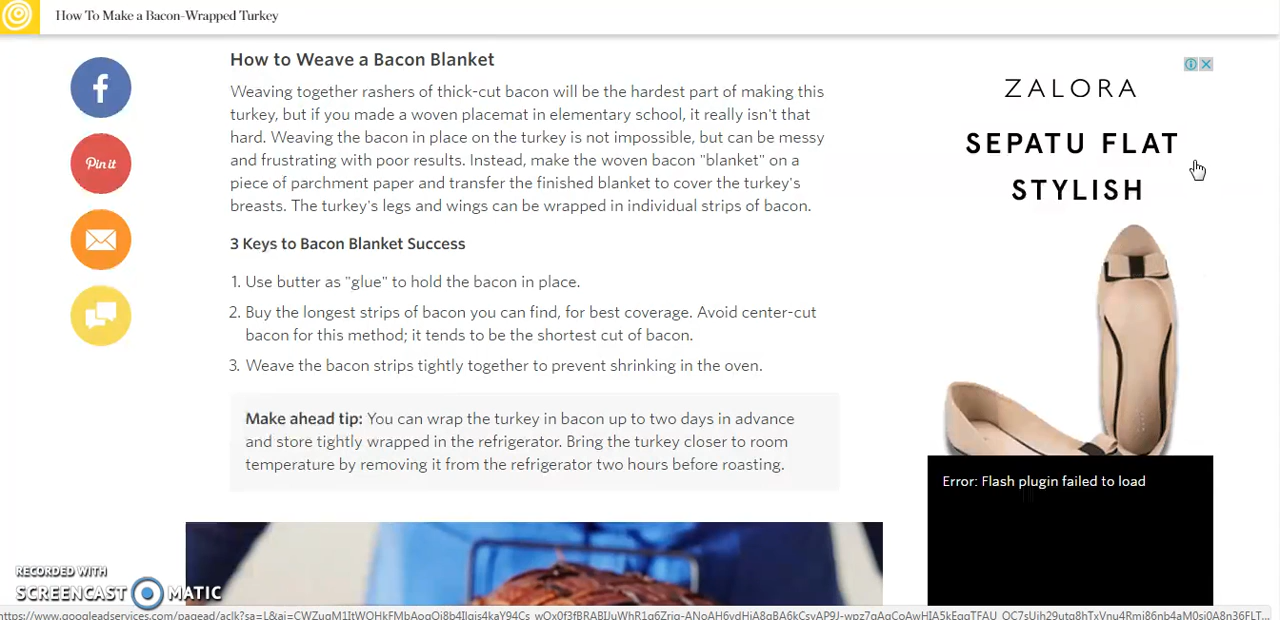 How To Make a Bacon-Wrapped Turkey
How to Weave a Bacon Blanket
Weaving together rashers of thick-cut bacon will be the hardest part of making this
turkey, but if you made a woven placemat in elementary school, it really isn't that
hard. Weaving the bacon in place on the turkey is not impossible, but can be messy
and frustrating with poor results. Instead, make the woven bacon "blanket" on a
piece of parchment paper and transfer the finished blanket to cover the turkey's
breasts. The turkey's legs and wings can be wrapped in individual strips of bacon.
3 Keys to Bacon Blanket Success
1. Use butter as "glue" to hold the bacon in place.
2. Buy the longest strips of bacon you can find, for best coverage. Avoid center-cut
bacon for this method; it tends to be the shortest cut of bacon.
3. Weave the bacon strips tightly together to prevent shrinking in the oven.
Make ahead tip: You can wrap the turkey in bacon up to two days in advance
and store tightly wrapped in the refrigerator. Bring the turkey closer to room
temperature by removing it from the refrigerator two hours before roasting.
f
Pin it
ZALORA
SEPATU FLAT
STYLISH
Error: Flash plugin failed to load
RECORDED WITH
SCREENCAST MATIC